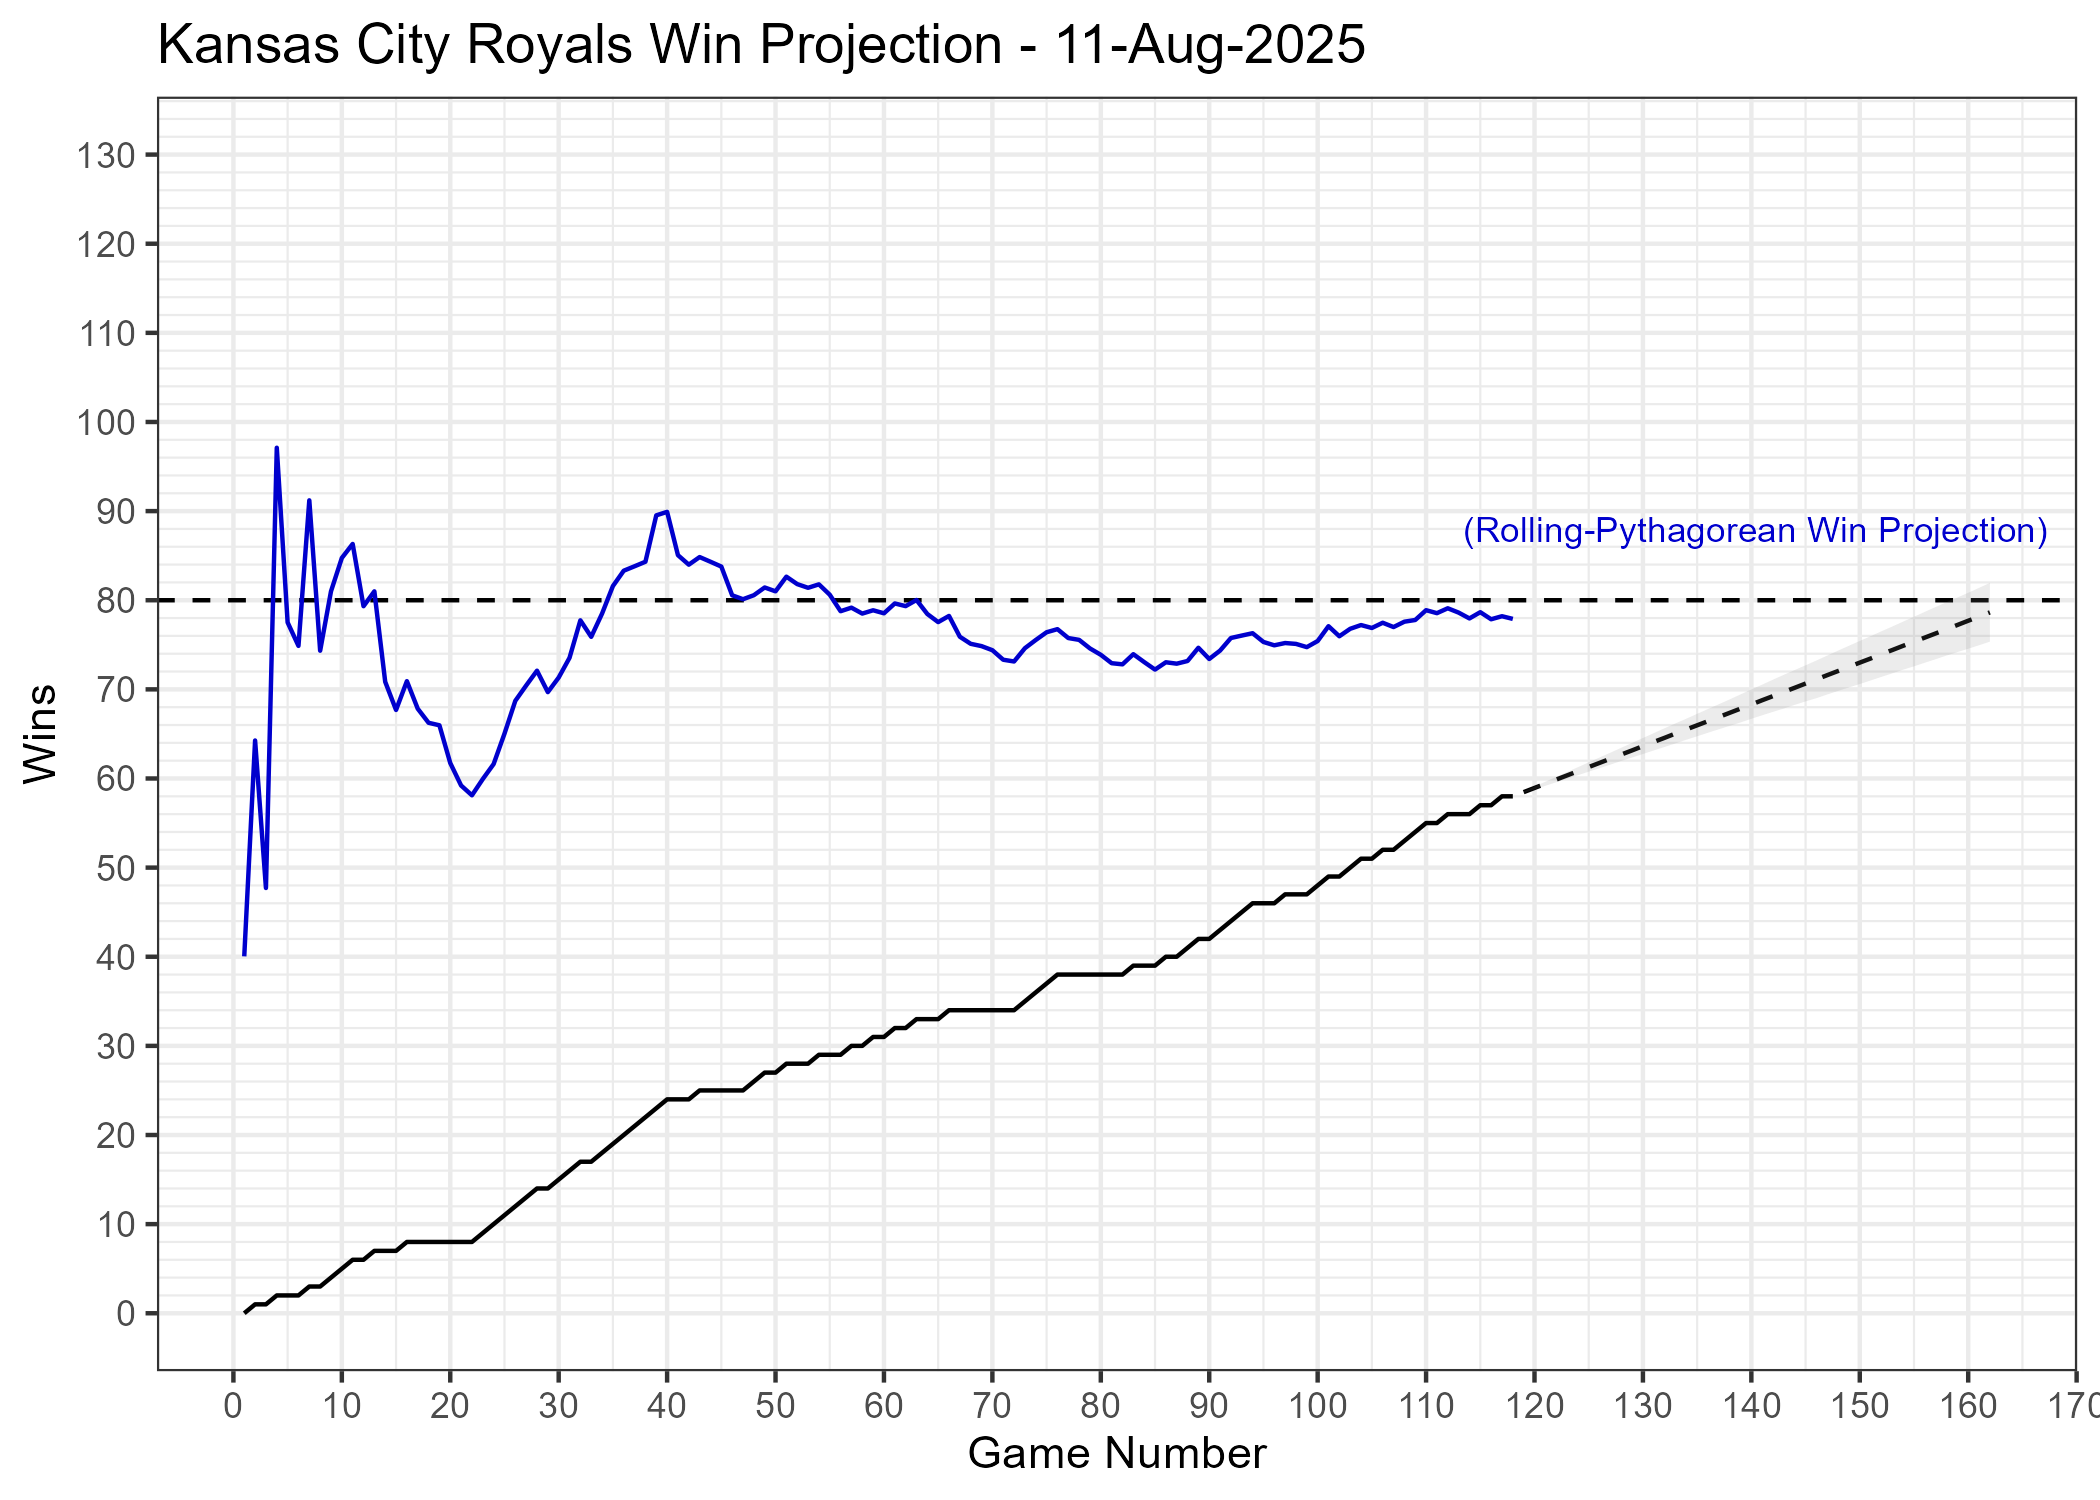 Kansas City Royals Win Projection - 11-Aug-2025
130
120
110
100
90
(Rolling-Pythagorean Win Projection)
80
70
60
50
40
30
20
10
0
Wins
0 10 20 30 40 50 60 70 80 90 100 110 120 130 140 150 160 170
Game Number